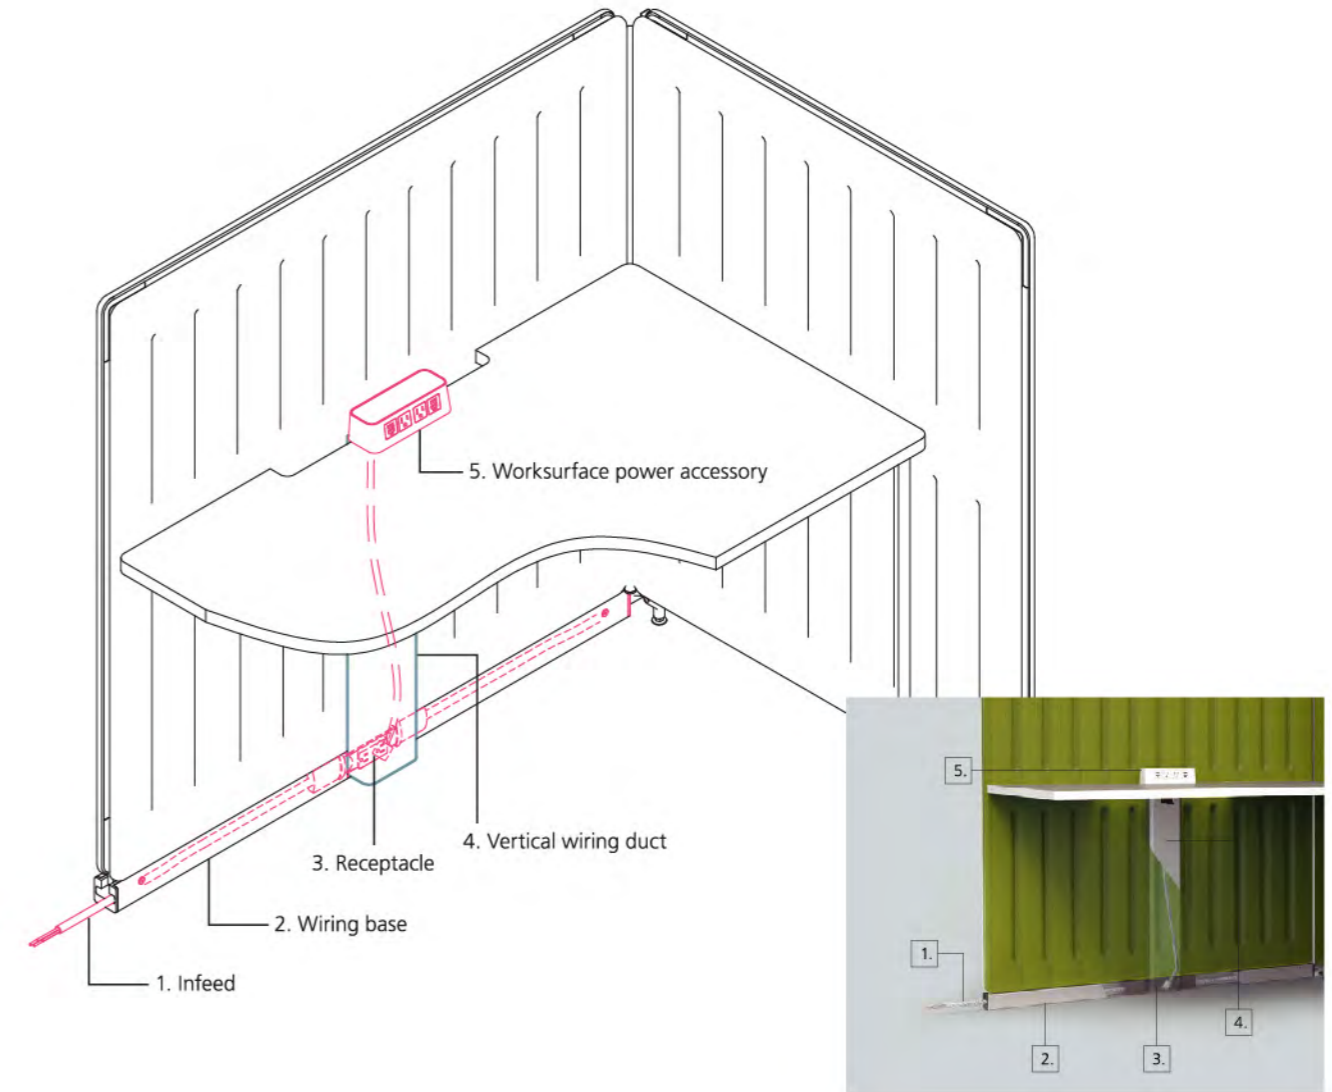 5. Worksurface power accessory
4. Vertical wiring duct
3. Receptacle
2. Wiring base
1. Infeed
5.
1.
4.
2.
3.